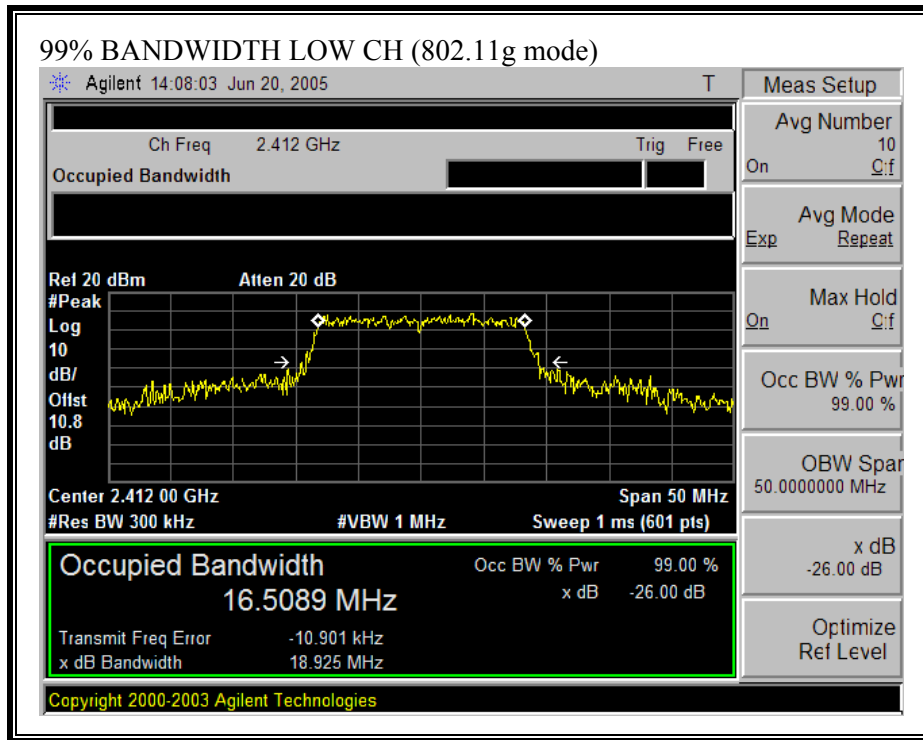 99% BANDWIDTH LOW CH (802.11g mode)
Agilent 14:08:03 Jun 20, 2005 T
Ch Freq 2.412 GHz Trig Free
Occupied Bandwidth
Ref 20 dBm Atten 20 dB
#Peak
Log
10
dB/
Offst
10.8
dB
Center 2.412 00 GHz Span 50 MHz
#Res BW 300 kHz #VBW 1 MHz Sweep 1 ms (601 pts)
Occupied Bandwidth
16.5089 MHz
Occ BW % Pwr 99.00 %
x dB -26.00 dB
Transmit Freq Error -10.901 kHz
x dB Bandwidth 18.925 MHz
Copyright 2000-2003 Agilent Technologies
Meas Setup
Avg Number
10
On Off
Avg Mode
Exp Repeat
Max Hold
On Off
Occ BW % Pwr
99.00 %
OBW Span
50.0000000 MHz
x dB
-26.00 dB
Optimize
Ref Level